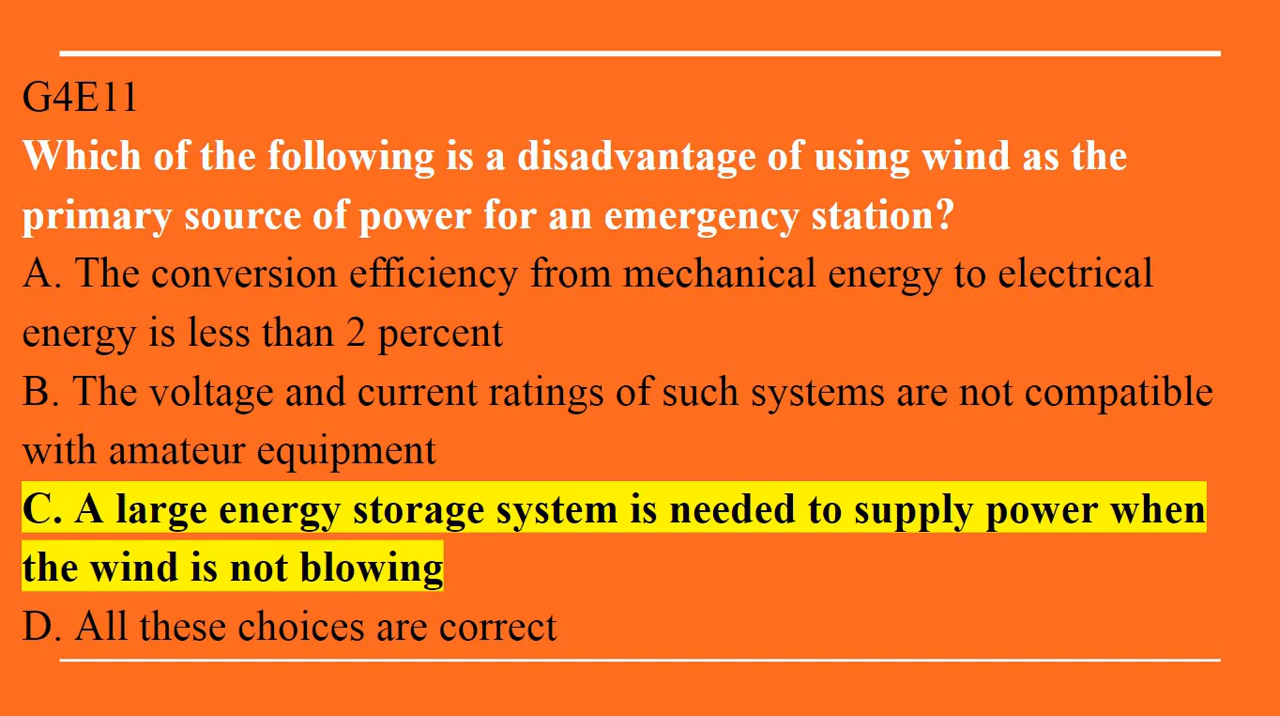 G4E11
Which of the following is a disadvantage of using wind as the
primary source of power for an emergency station?
A. The conversion efficiency from mechanical energy to electrical
energy is less than 2 percent
B. The voltage and current ratings of such systems are not compatible
with amateur equipment
C. A large energy storage system is needed to supply power when
the wind is not blowing
D. All these choices are correct